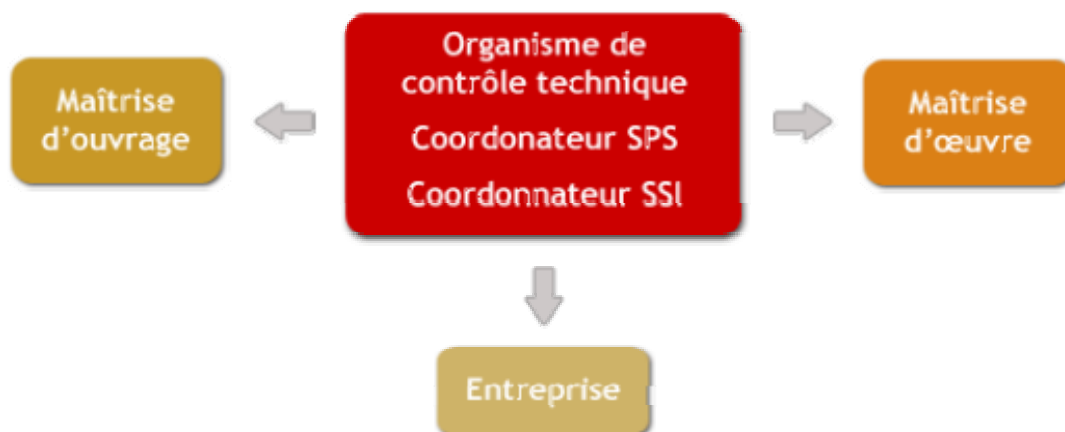 Organisme de
contrôle technique
Coordonateur SPS
Coordonnateur SSI
Maîtrise
d'ouvrage
Maîtrise
d'œuvre
Entreprise